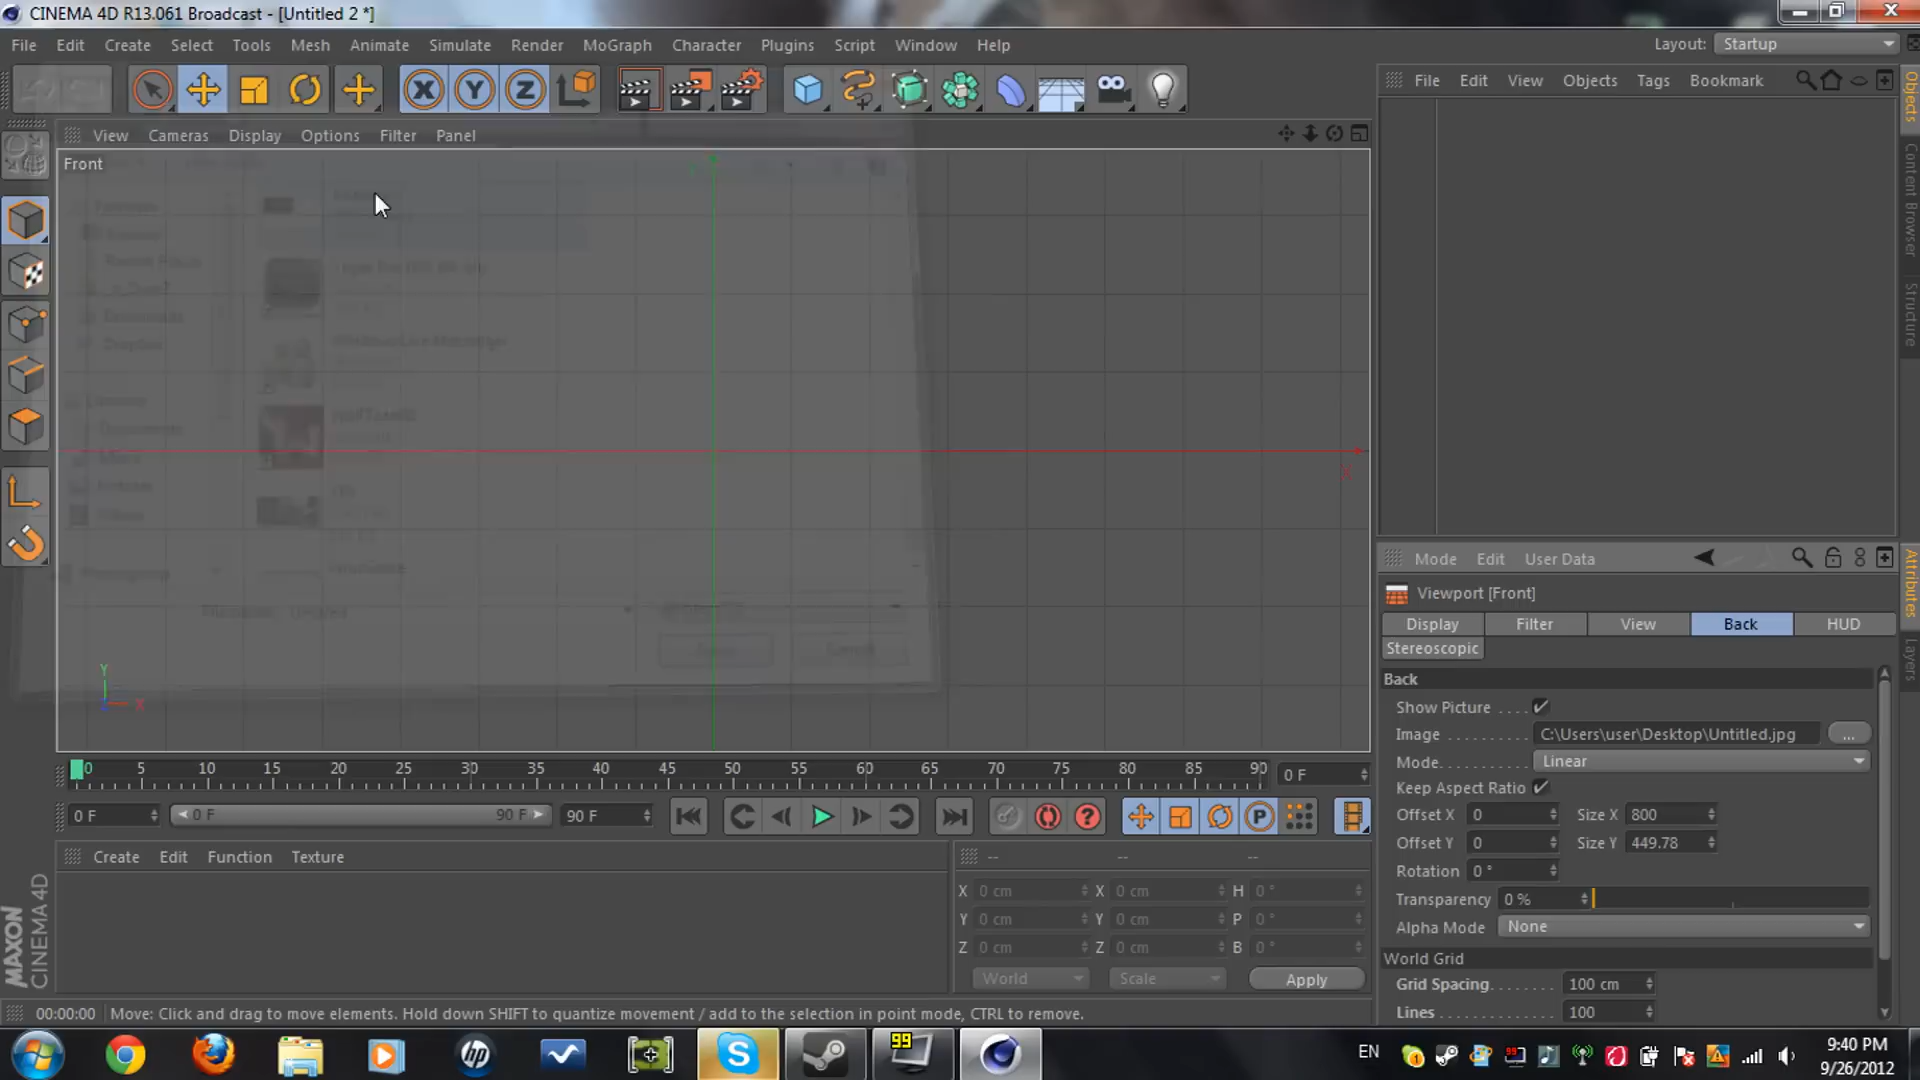 CINEMA 4D R13.061 Broadcast - [Untitled 2 *]
File Edit Create Select Tools Mesh Animate Simulate Render MoGraph Character Plugins Script Window Help
Layout: Startup
X Y Z
File Edit View Objects Tags Bookmark
View Cameras Display Options Filter Panel
Front
X
Y
X
Objects
Content Browser
Structure
Mode Edit User Data
Viewport [Front]
Display Filter View Back HUD
Stereoscopic
Back
Show Picture ....
Image .......... C:\Users\user\Desktop\Untitled.jpg ...
Mode.......... Linear
Keep Aspect Ratio
Offset X 0 Size X 800
Offset Y 0 Size Y 449.78
Rotation 0 °
Transparency 0 %
Alpha Mode None
World Grid
Grid Spacing....... 100 cm
Lines ............ 100
Attributes
Layers
0 5 10 15 20 25 30 35 40 45 50 55 60 65 70 75 80 85 90 0 F
0 F 0 F 90 F 90 F
P
Create Edit Function Texture
-- -- --
X 0 cm X 0 cm H 0 °
Y 0 cm Y 0 cm P 0 °
Z 0 cm Z 0 cm B 0 °
World Scale Apply
MAXON
CINEMA 4D
00:00:00 Move: Click and drag to move elements. Hold down SHIFT to quantize movement / add to the selection in point mode, CTRL to remove.
99
EN
9:40 PM
9/26/2012